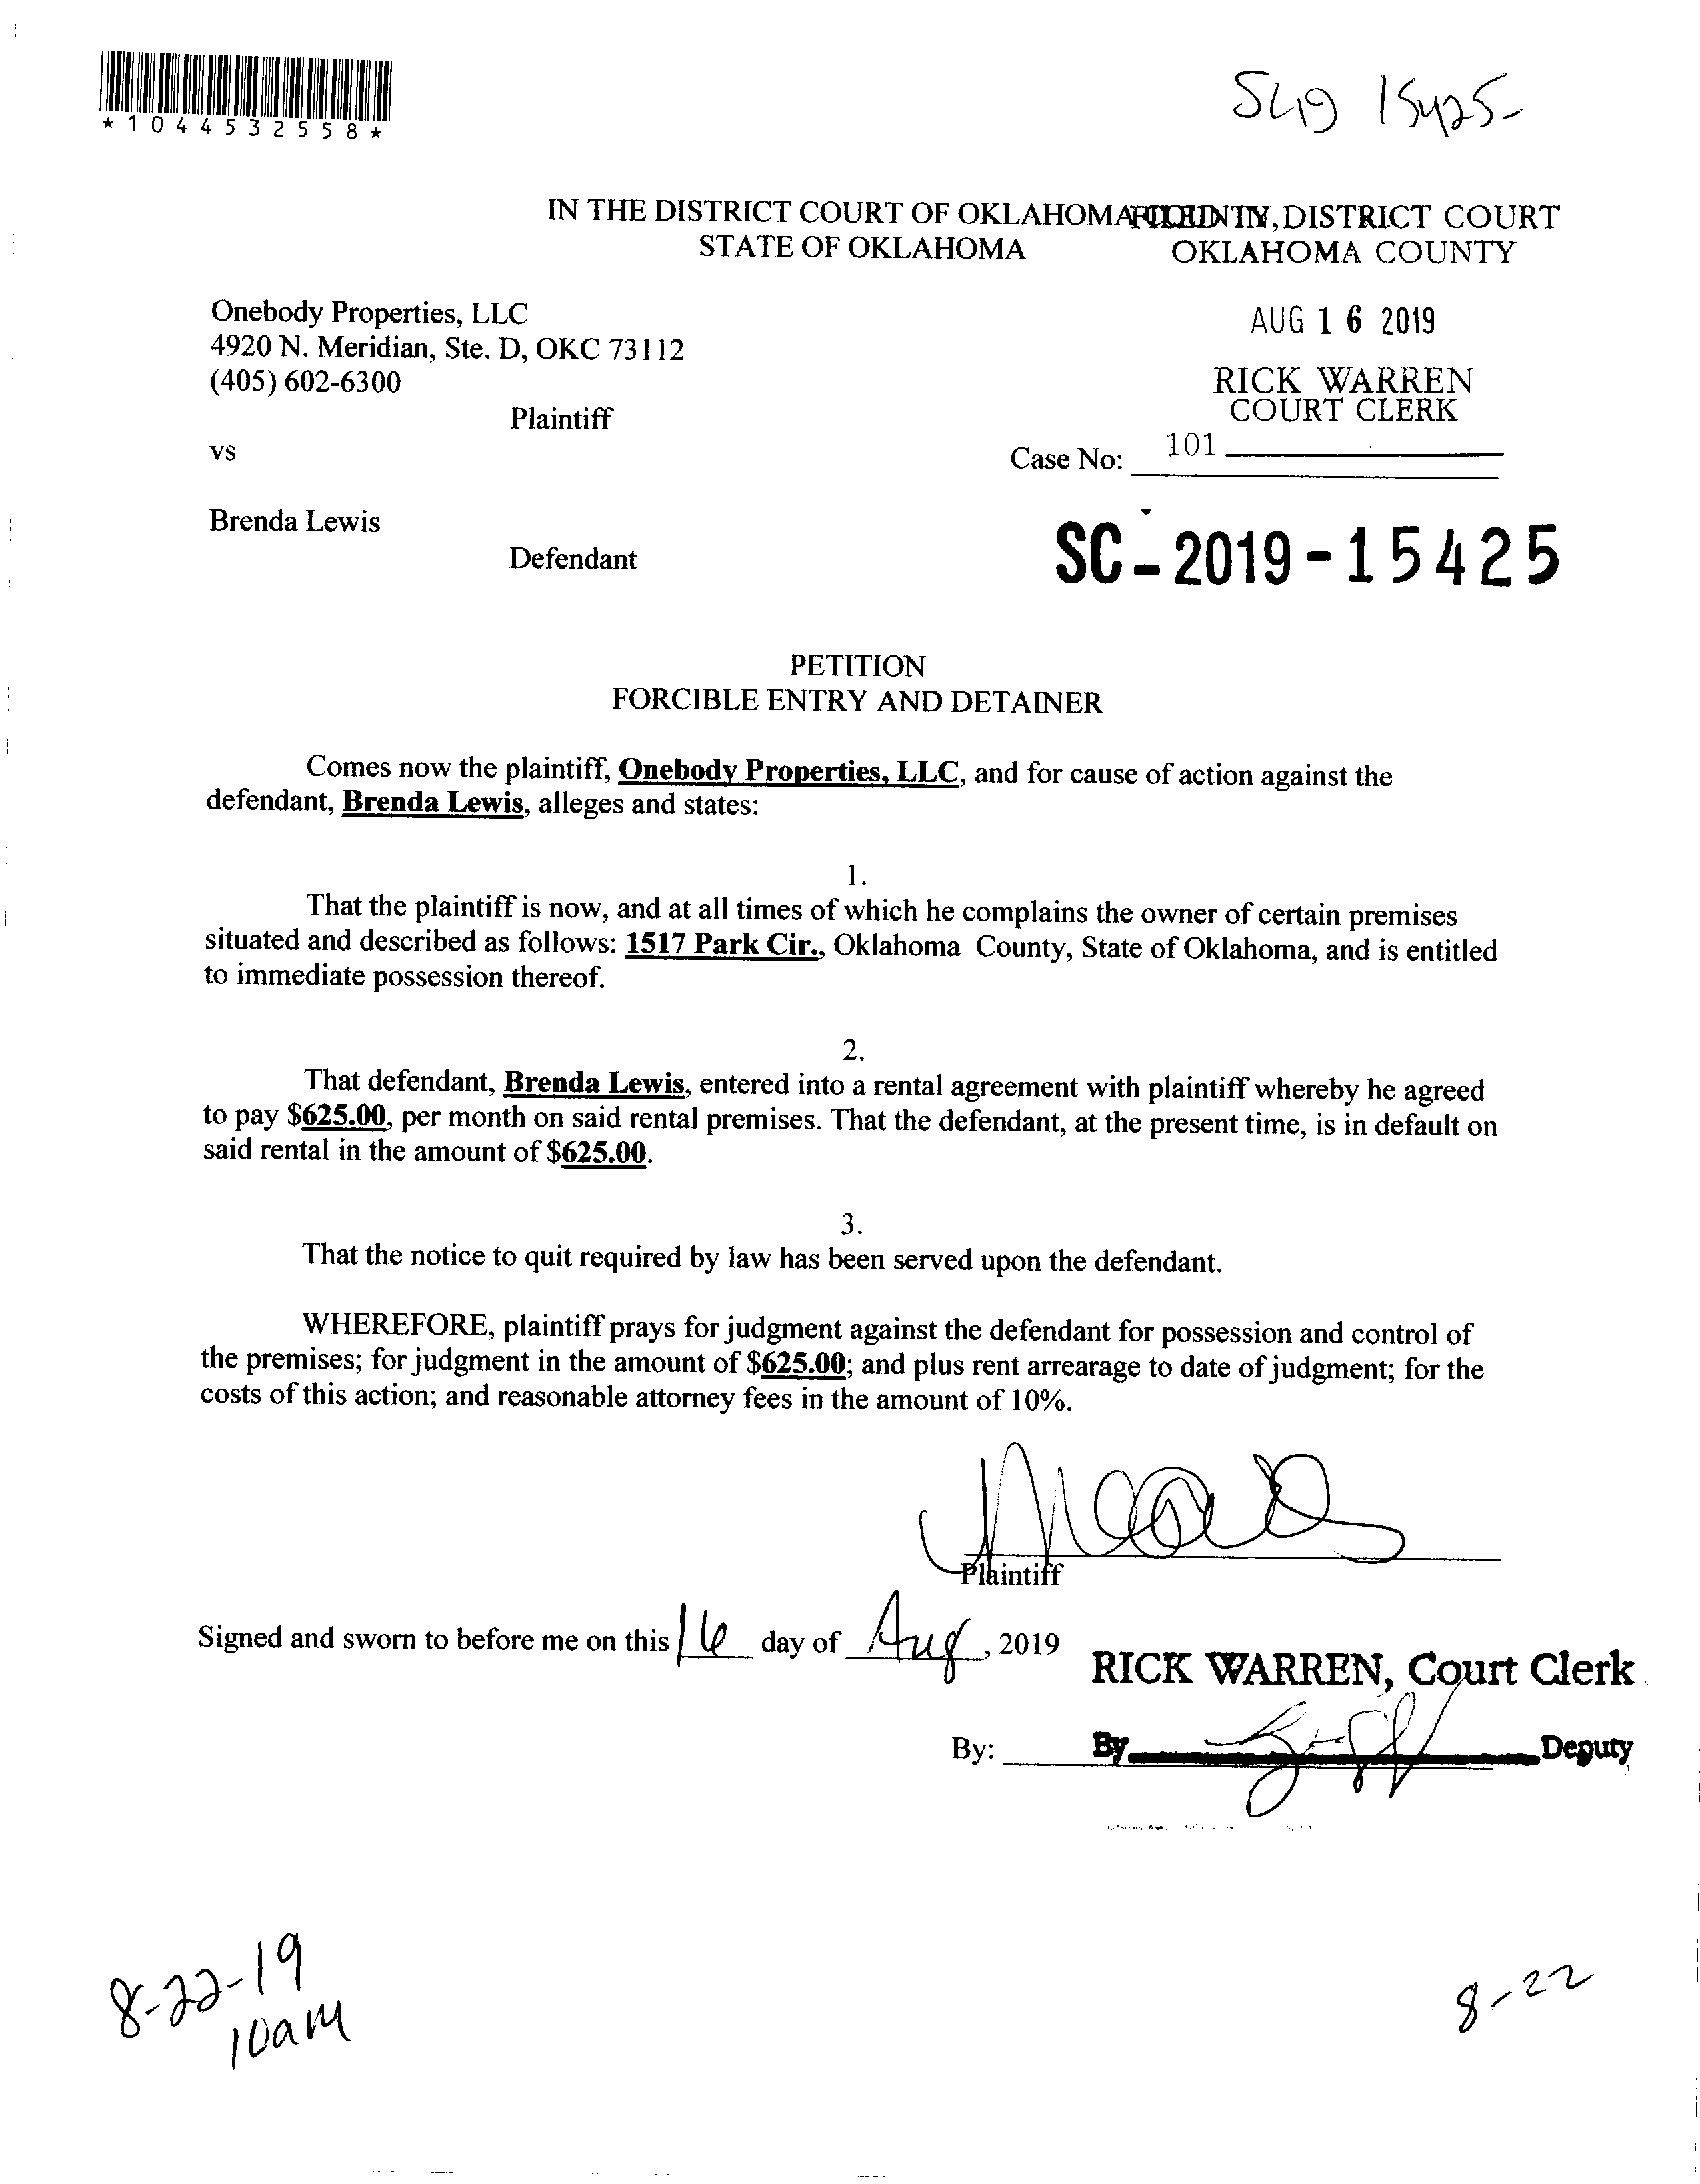 *1044532558*
SC19 15425-
IN THE DISTRICT COURT OF OKLAHOMA COUNTY,
STATE OF OKLAHOMA
FILED IN DISTRICT COURT
OKLAHOMA COUNTY
AUG 16 2019
RICK WARREN
COURT CLERK
101
Onebody Properties, LLC
4920 N. Meridian, Ste. D, OKC 73112
(405) 602-6300
Plaintiff
vs
Case No:
Brenda Lewis
Defendant
SC-2019-15425
PETITION
FORCIBLE ENTRY AND DETAINER
Comes now the plaintiff, Onebody Properties, LLC, and for cause of action against the
defendant, Brenda Lewis, alleges and states:
1.
That the plaintiff is now, and at all times of which he complains the owner of certain premises
situated and described as follows: 1517 Park Cir., Oklahoma County, State of Oklahoma, and is entitled
to immediate possession thereof.
2.
That defendant, Brenda Lewis, entered into a rental agreement with plaintiff whereby he agreed
to pay $625.00, per month on said rental premises. That the defendant, at the present time, is in default on
said rental in the amount of $625.00.
3.
That the notice to quit required by law has been served upon the defendant.
WHEREFORE, plaintiff prays for judgment against the defendant for possession and control of
the premises; for judgment in the amount of $625.00; and plus rent arrearage to date of judgment; for the
costs of this action; and reasonable attorney fees in the amount of 10%.
Plaintiff
Signed and sworn to before me on this 16 day of Aug, 2019
RICK WARREN, Court Clerk
By: By Deputy
8-22-19
10am
8-22